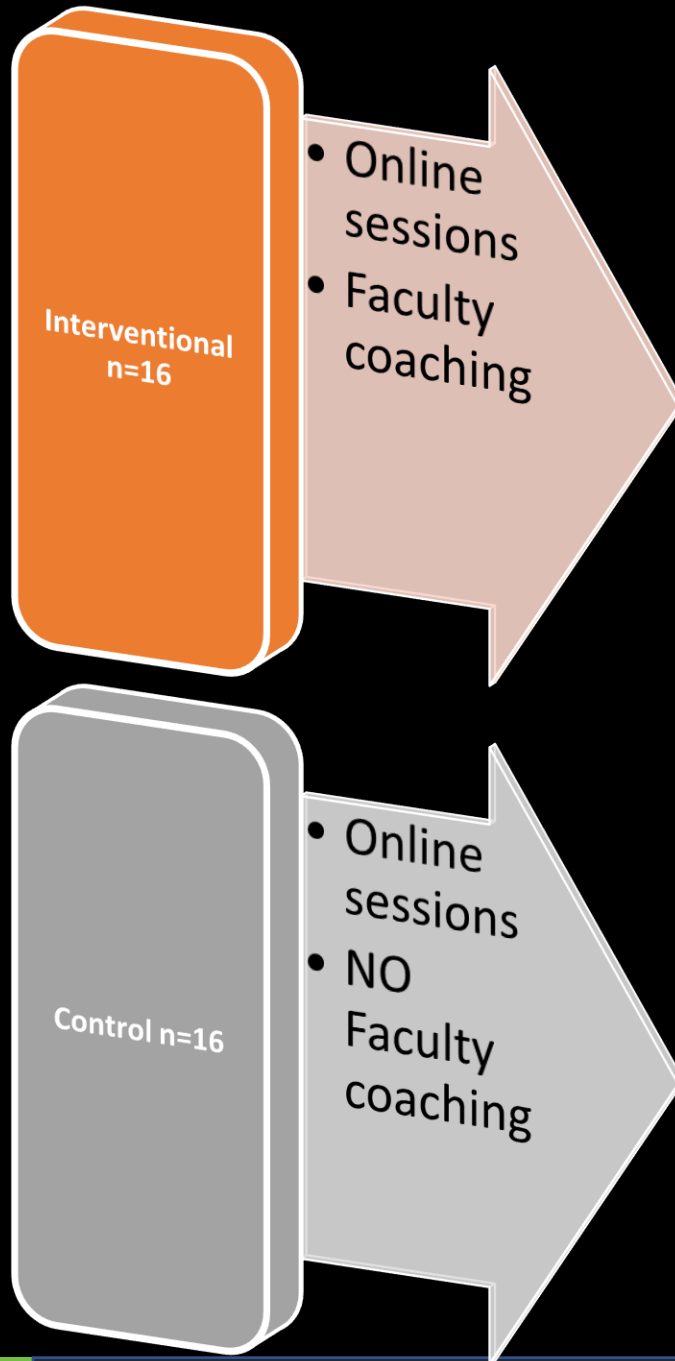 Interventional
n=16
• Online
sessions
• Faculty
coaching
Control n=16
• Online
sessions
• NO
Faculty
coaching